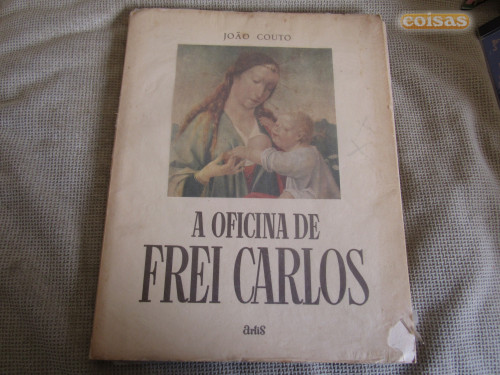 coisas
JOÃO COUTO
A OFICINA DE
FREI CARLOS
artis